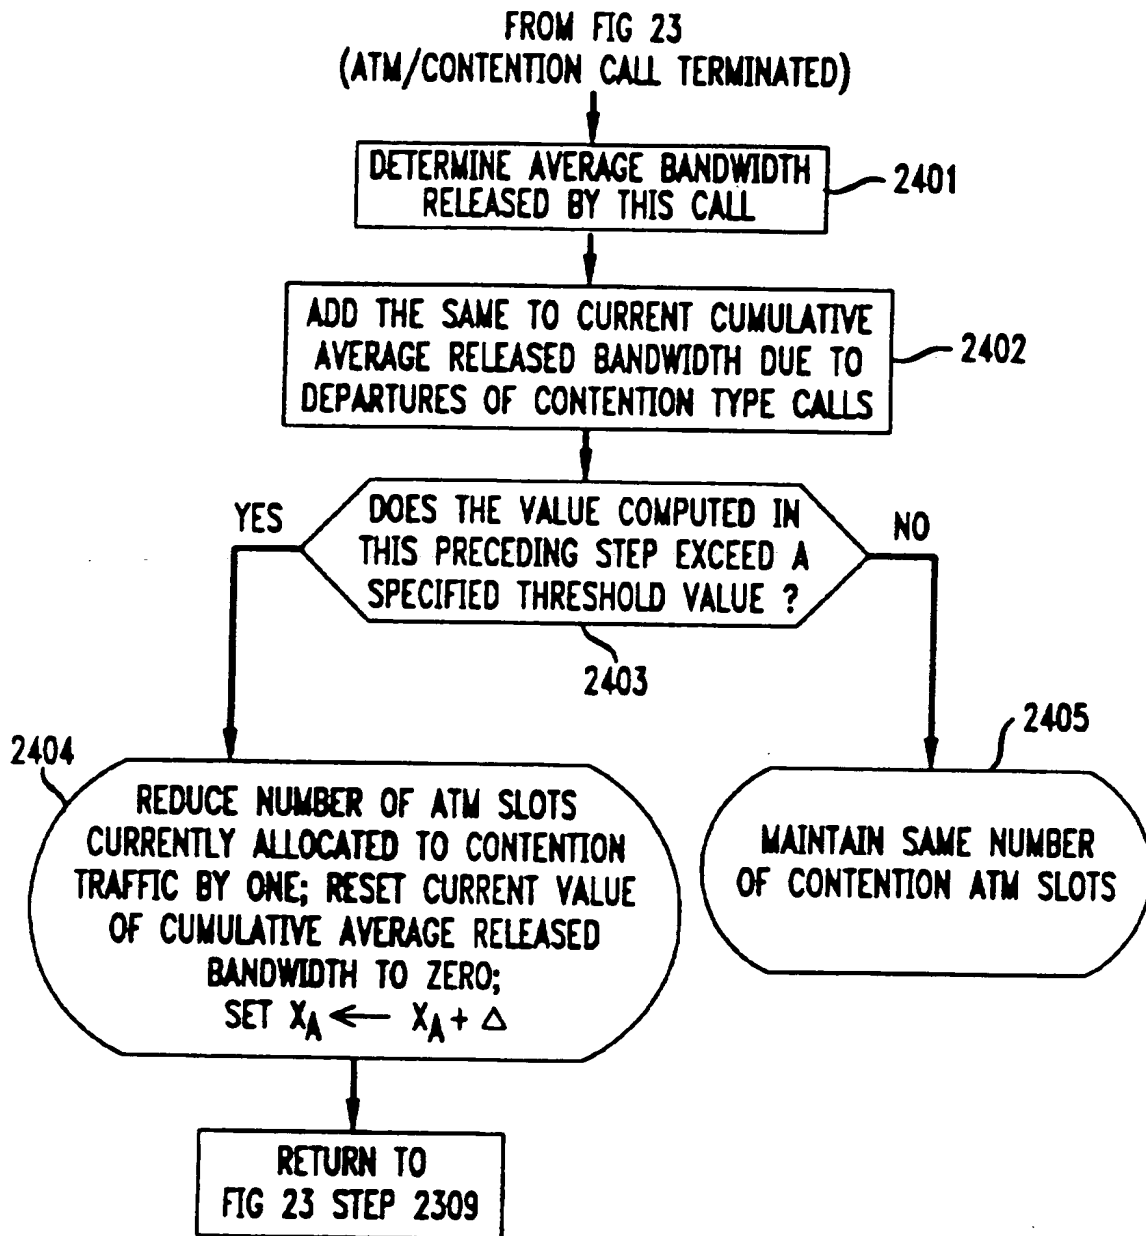 FROM FIG 23
(ATM/CONTENTION CALL TERMINATED)
DETERMINE AVERAGE BANDWIDTH
RELEASED BY THIS CALL
2401
ADD THE SAME TO CURRENT CUMULATIVE
AVERAGE RELEASED BANDWIDTH DUE TO
DEPARTURES OF CONTENTION TYPE CALLS
2402
YES
DOES THE VALUE COMPUTED IN
THIS PRECEDING STEP EXCEED A
SPECIFIED THRESHOLD VALUE ?
NO
2403
2404
REDUCE NUMBER OF ATM SLOTS
CURRENTLY ALLOCATED TO CONTENTION
TRAFFIC BY ONE; RESET CURRENT VALUE
OF CUMULATIVE AVERAGE RELEASED
BANDWIDTH TO ZERO;
SET X_A ← X_A + Δ
2405
MAINTAIN SAME NUMBER
OF CONTENTION ATM SLOTS
RETURN TO
FIG 23 STEP 2309